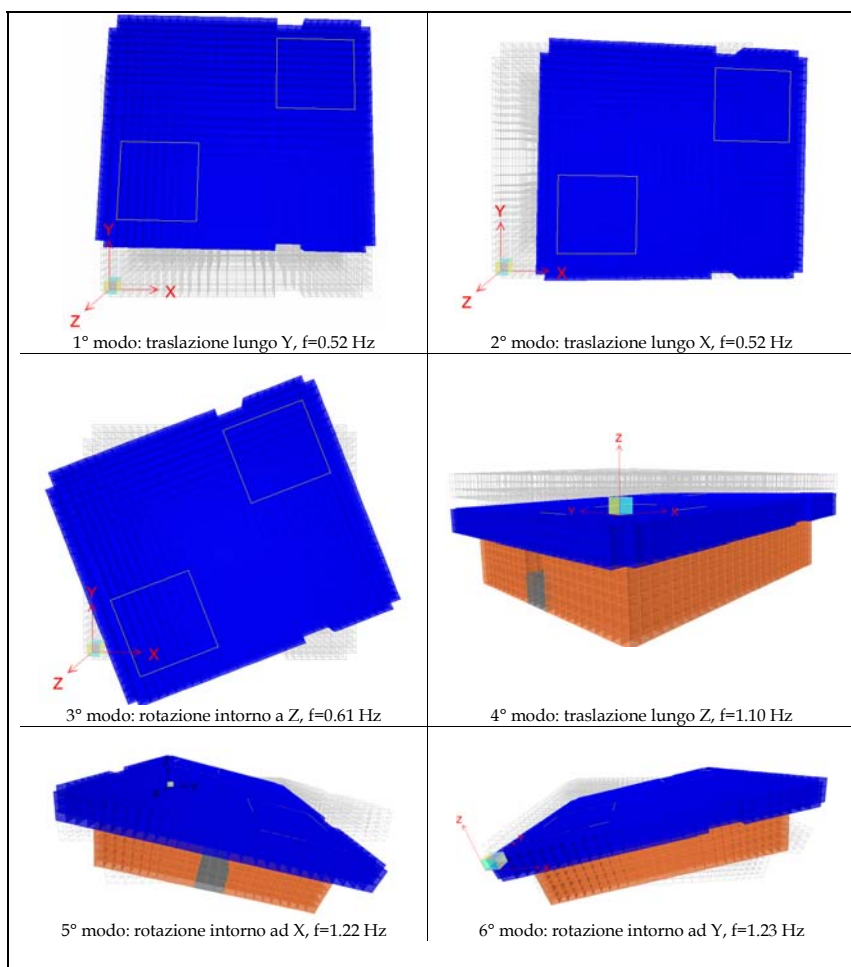 Y
X
Z
1° modo: traslazione lungo Y, f=0.52 Hz
Y
X
Z
2° modo: traslazione lungo X, f=0.52 Hz
Y
X
Z
3° modo: rotazione intorno a Z, f=0.61 Hz
Z
Y
X
4° modo: traslazione lungo Z, f=1.10 Hz
5° modo: rotazione intorno ad X, f=1.22 Hz
Z
6° modo: rotazione intorno ad Y, f=1.23 Hz